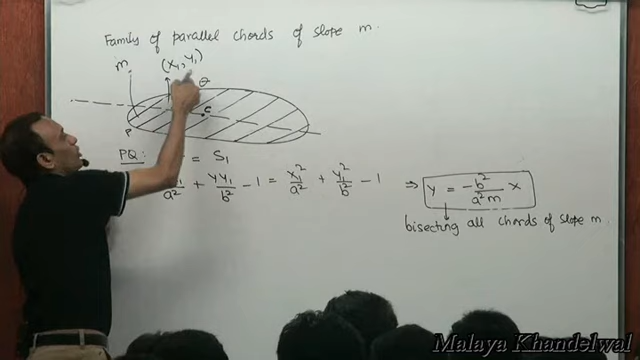 Family of parallel chords of slope m.
m (x₁, y₁)
Q
C
P
PQ: = S₁
a² + yy₁/b² - 1 = x₁²/a² + y₁²/b² - 1 ⇒ y = -b²/a²m x
bisecting all chords of slope m.
Malaya Khandelwal